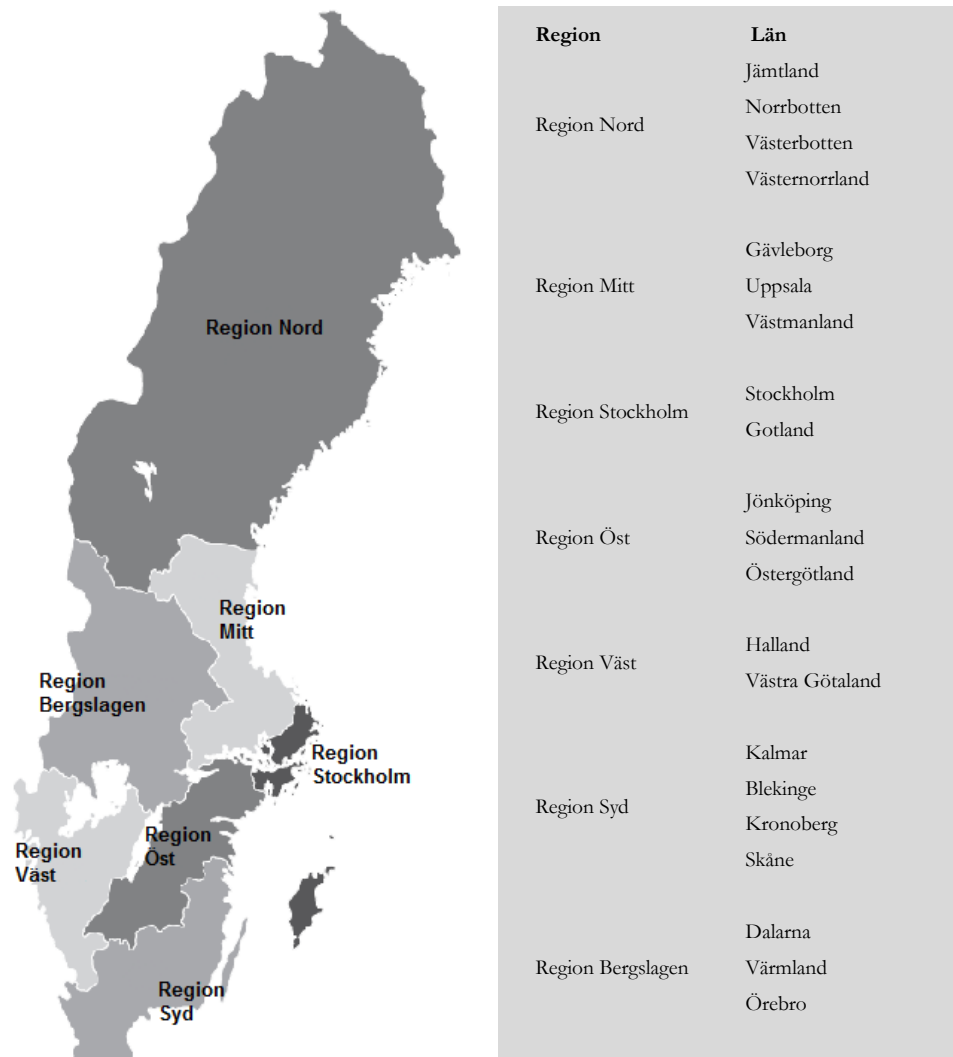 Region Nord
Region
Mitt
Region
Bergslagen
Region
Stockholm
Region
Öst
Region
Väst
Region
Syd
Region Län
Region Nord
Jämtland
Norrbotten
Västerbotten
Västernorrland
Region Mitt
Gävleborg
Uppsala
Västmanland
Region Stockholm
Stockholm
Gotland
Region Öst
Jönköping
Södermanland
Östergötland
Region Väst
Halland
Västra Götaland
Region Syd
Kalmar
Blekinge
Kronoberg
Skåne
Region Bergslagen
Dalarna
Värmland
Örebro